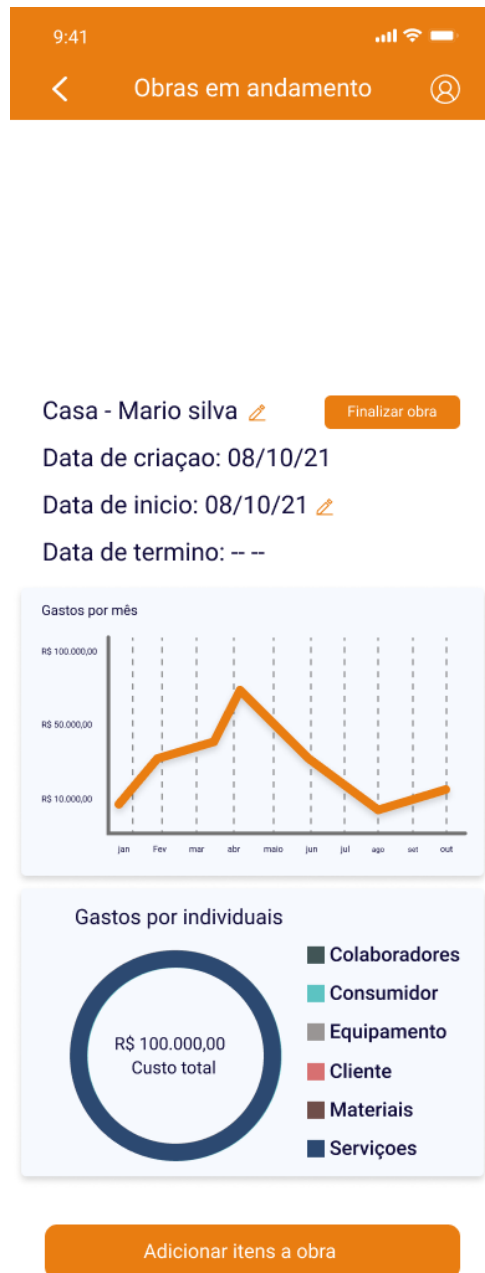 9:41
Obras em andamento
Casa - Mario silva
Finalizar obra
Data de criaçao: 08/10/21
Data de inicio: 08/10/21
Data de termino: -- --
Gastos por mês
R$ 100.000,00
R$ 50.000,00
R$ 10.000,00
jan Fev mar abr maio jun jul ago set out
Gastos por individuais
R$ 100.000,00
Custo total
Colaboradores
Consumidor
Equipamento
Cliente
Materiais
Serviçoes
Adicionar itens a obra